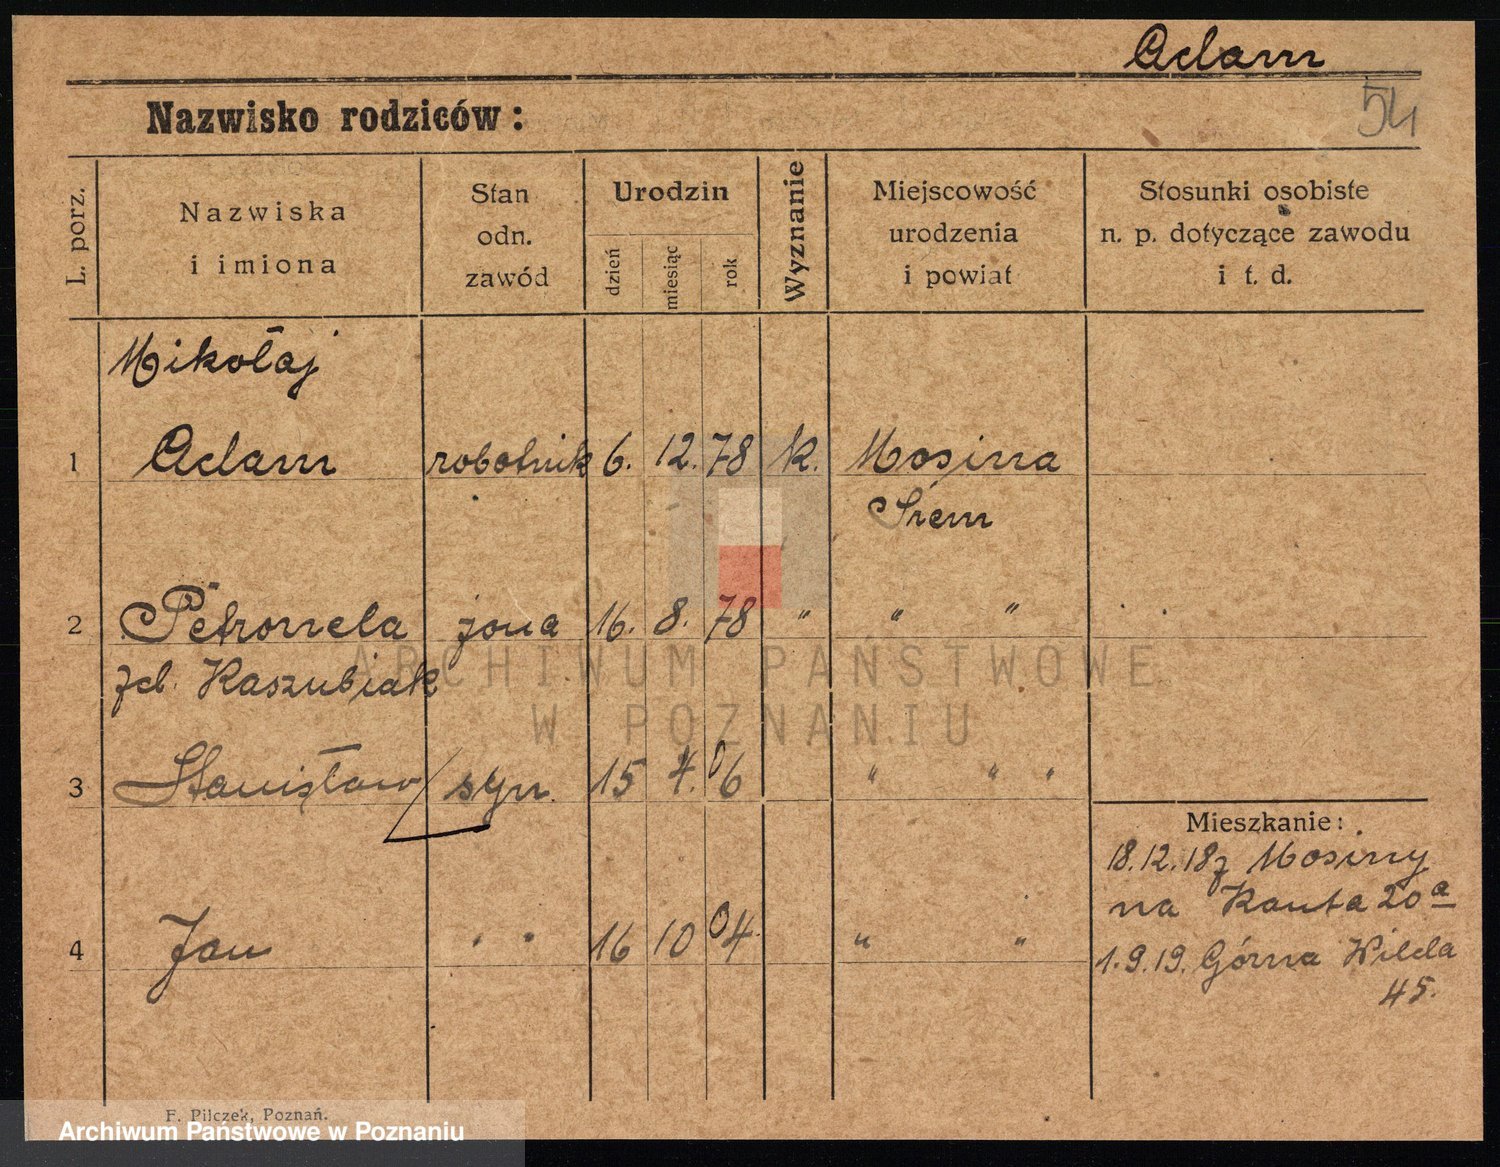 Adam
Nazwisko rodziców:
54
L. porz.
Nazwiska
i imiona
Stan
odn.
zawód
Urodzin
dzień
miesiąc
rok
Wyznanie
Miejscowość
urodzenia
i powiat
Stosunki osobiste
n. p. dotyczące zawodu
i t. d.
Mikołaj
1 Adam robotnik 6. 12. 78 k. Mosina
Śrem
2 Petronela żona 16. 8. 78 " " "
żd. Kaszubiak
3 Stanisław syn. 15 4. 06 " " "
4 Jan " " 16 10 04. " "
Mieszkanie:
18.12.18 z Mosiny
na Kanta 20a
1.9.19. Górna Wilda
45.
F. Pilczek, Poznań.
ARCHIWUM PAŃSTWOWE
W POZNANIU
Archiwum Państwowe w Poznaniu